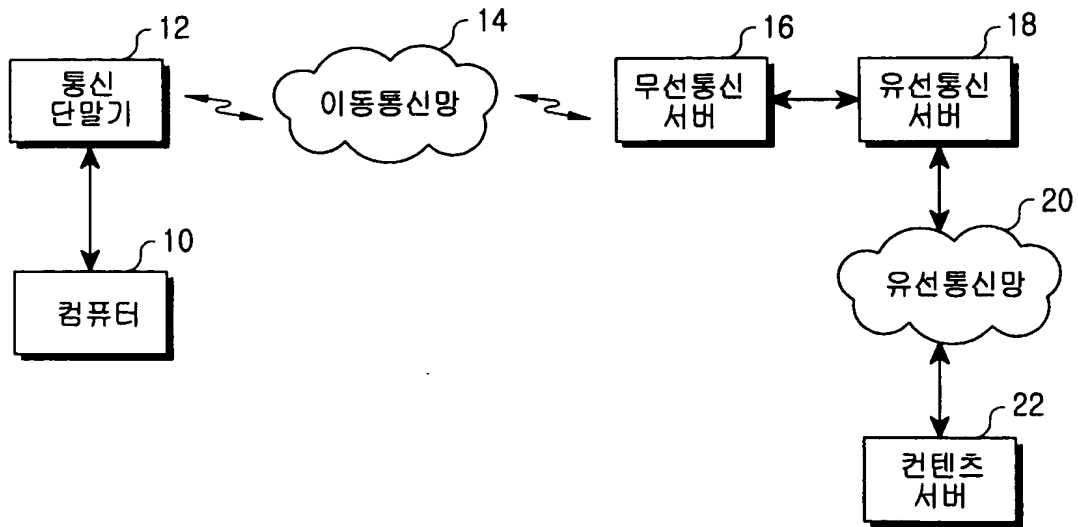 12
통신
단말기
14
이동통신망
16
무선통신
서버
18
유선통신
서버
10
컴퓨터
20
유선통신망
22
컨텐츠
서버